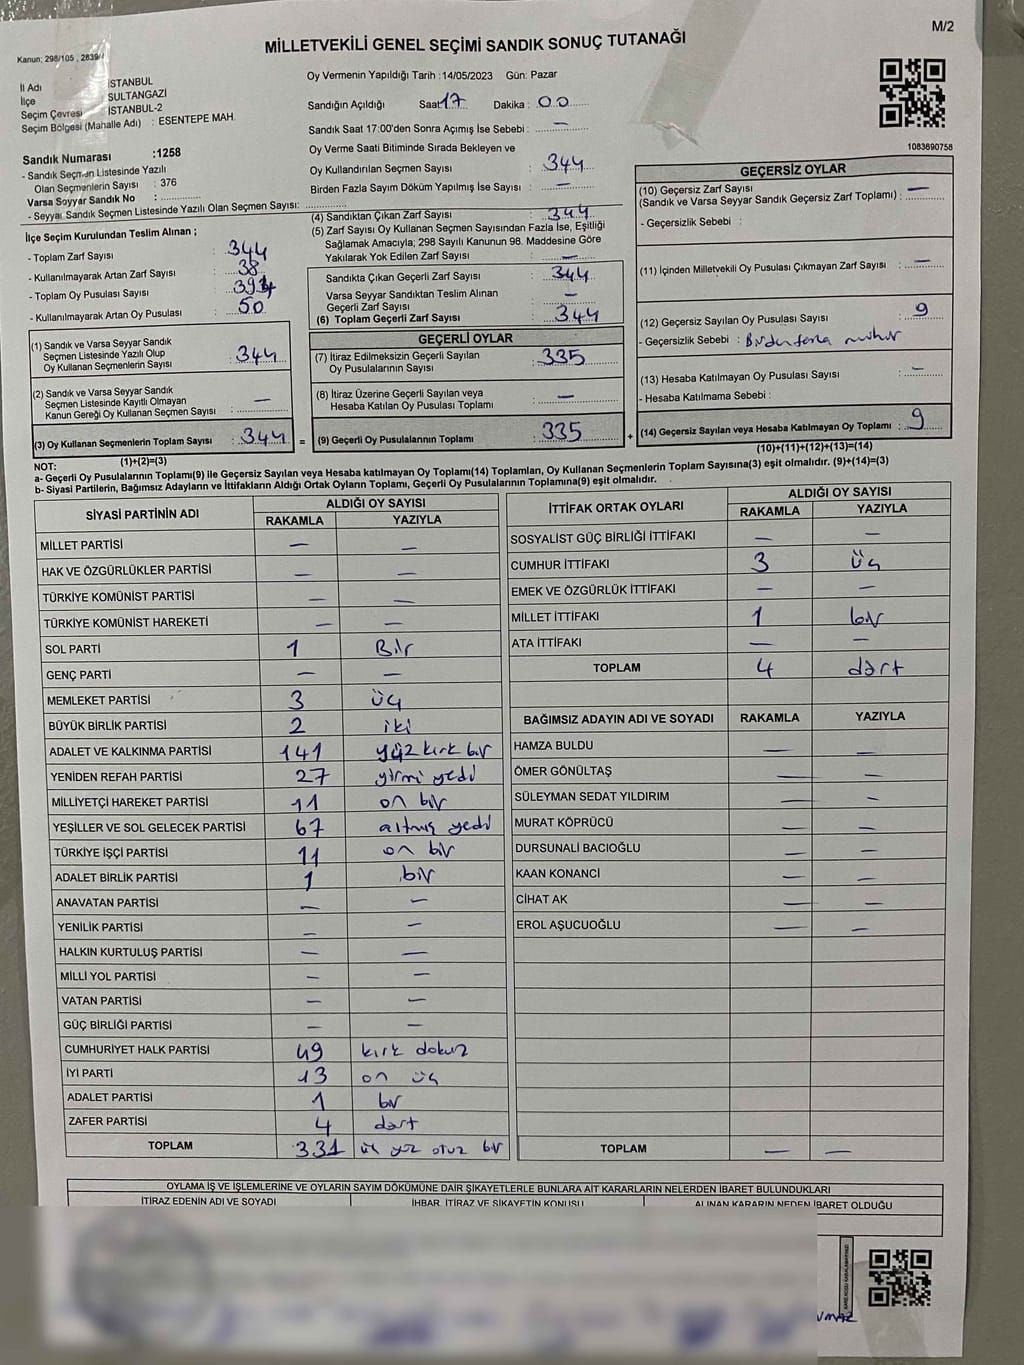 M/2
MİLLETVEKİLİ GENEL SEÇİMİ SANDIK SONUÇ TUTANAĞI
Kanun; 298/105 , 2839/
İl Adı : İSTANBUL
İlçe SULTANGAZİ
Seçim Çevresi İSTANBUL-2
Seçim Bölgesi (Mahalle Adı) : ESENTEPE MAH.
Sandık Numarası :1258
- Sandık Seçmen Listesinde Yazılı
Olan Seçmenlerin Sayısı : 376
Varsa Seyyar Sandık No :
- Seyyar Sandık Seçmen Listesinde Yazılı Olan Seçmen Sayısı:
Oy Vermenin Yapıldığı Tarih : 14/05/2023 Gün: Pazar
Sandığın Açıldığı Saat 17 Dakika : 00
Sandık Saat 17:00'den Sonra Açımış İse Sebebi : —
Oy Verme Saati Bitiminde Sırada Bekleyen ve
Oy Kullandırılan Seçmen Sayısı : 344
Birden Fazla Sayım Döküm Yapılmış İse Sayısı : —
1083690758
İlçe Seçim Kurulundan Teslim Alınan ;
- Toplam Zarf Sayısı : 344
- Kullanılmayarak Artan Zarf Sayısı : 38
- Toplam Oy Pusulası Sayısı : 394
- Kullanılmayarak Artan Oy Pusulası : 50
(1) Sandık ve Varsa Seyyar Sandık
Seçmen Listesinde Yazılı Olup
Oy Kullanan Seçmenlerin Sayısı : 344
(2) Sandık ve Varsa Seyyar Sandık
Seçmen Listesinde Kayıtlı Olmayan
Kanun Gereği Oy Kullanan Seçmen Sayısı : —
(3) Oy Kullanan Seçmenlerin Toplam Sayısı : 344 =
(1)+(2)=(3)
(4) Sandıktan Çıkan Zarf Sayısı : 344
(5) Zarf Sayısı Oy Kullanan Seçmen Sayısından Fazla İse, Eşitliği
Sağlamak Amacıyla; 298 Sayılı Kanunun 98. Maddesine Göre
Yakılarak Yok Edilen Zarf Sayısı : —
Sandıkta Çıkan Geçerli Zarf Sayısı : 344
Varsa Seyyar Sandıktan Teslim Alınan
Geçerli Zarf Sayısı : —
(6) Toplam Geçerli Zarf Sayısı : 344
GEÇERLİ OYLAR
(7) İtiraz Edilmeksizin Geçerli Sayılan
Oy Pusulalarının Sayısı : 335
(8) İtiraz Üzerine Geçerli Sayılan veya
Hesaba Katılan Oy Pusulası Toplamı : —
(9) Geçerli Oy Pusulalarının Toplamı : 335 +
GEÇERSİZ OYLAR
(10) Geçersiz Zarf Sayısı —
(Sandık ve Varsa Seyyar Sandık Geçersiz Zarf Toplamı) :
- Geçersizlik Sebebi :
(11) İçinden Milletvekili Oy Pusulası Çıkmayan Zarf Sayısı : —
(12) Geçersiz Sayılan Oy Pusulası Sayısı : 9
- Geçersizlik Sebebi : Birden fazla mühür
(13) Hesaba Katılmayan Oy Pusulası Sayısı : —
- Hesaba Katılmama Sebebi :
(14) Geçersiz Sayılan veya Hesaba Katılmayan Oy Toplamı : 9
(10)+(11)+(12)+(13)=(14)
NOT:
a- Geçerli Oy Pusulalarının Toplamı(9) ile Geçersiz Sayılan veya Hesaba katılmayan Oy Toplamı(14) Toplamları, Oy Kullanan Seçmenlerin Toplam Sayısına(3) eşit olmalıdır. (9)+(14)=(3)
b- Siyasi Partilerin, Bağımsız Adayların ve İttifakların Aldığı Ortak Oyların Toplamı, Geçerli Oy Pusulalarının Toplamına(9) eşit olmalıdır.
SİYASİ PARTİNİN ADI ALDIĞI OY SAYISI
RAKAMLA YAZIYLA
MİLLET PARTİSİ — —
HAK VE ÖZGÜRLÜKLER PARTİSİ — —
TÜRKİYE KOMÜNİST PARTİSİ — —
TÜRKİYE KOMÜNİST HAREKETİ — —
SOL PARTİ 1 Bir
GENÇ PARTİ — —
MEMLEKET PARTİSİ 3 üç
BÜYÜK BİRLİK PARTİSİ 2 iki
ADALET VE KALKINMA PARTİSİ 141 yüz kırk bir
YENİDEN REFAH PARTİSİ 27 yirmi yedi
MİLLİYETÇİ HAREKET PARTİSİ 11 on bir
YEŞİLLER VE SOL GELECEK PARTİSİ 67 altmış yedi
TÜRKİYE İŞÇİ PARTİSİ 11 on bir
ADALET BİRLİK PARTİSİ 1 bir
ANAVATAN PARTİSİ — —
YENİLİK PARTİSİ — —
HALKIN KURTULUŞ PARTİSİ — —
MİLLİ YOL PARTİSİ — —
VATAN PARTİSİ — —
GÜÇ BİRLİĞİ PARTİSİ — —
CUMHURİYET HALK PARTİSİ 49 kırk dokuz
İYİ PARTİ 13 on üç
ADALET PARTİSİ 1 bir
ZAFER PARTİSİ 4 dört
TOPLAM 331 üç yüz otuz bir
İTTİFAK ORTAK OYLARI ALDIĞI OY SAYISI
RAKAMLA YAZIYLA
SOSYALİST GÜÇ BİRLİĞİ İTTİFAKI — —
CUMHUR İTTİFAKI 3 üç
EMEK VE ÖZGÜRLÜK İTTİFAKI — —
MİLLET İTTİFAKI 1 bir
ATA İTTİFAKI — —
TOPLAM 4 dört
BAĞIMSIZ ADAYIN ADI VE SOYADI RAKAMLA YAZIYLA
HAMZA BULDU — —
ÖMER GÖNÜLTAŞ — —
SÜLEYMAN SEDAT YILDIRIM — —
MURAT KÖPRÜCÜ — —
DURSUNALİ BACIOĞLU — —
KAAN KONANCİ — —
CİHAT AK — —
EROL AŞUCUOĞLU — —
TOPLAM — —
OYLAMA İŞ VE İŞLEMLERİNE VE OYLARIN SAYIM DÖKÜMÜNE DAİR ŞİKAYETLERLE BUNLARA AİT KARARLARIN NELERDEN İBARET BULUNDUKLARI
İTİRAZ EDENİN ADI VE SOYADI İHBAR, İTİRAZ VE ŞİKAYETİN KONUSU ALINAN KARARIN NEDEN İBARET OLDUĞU